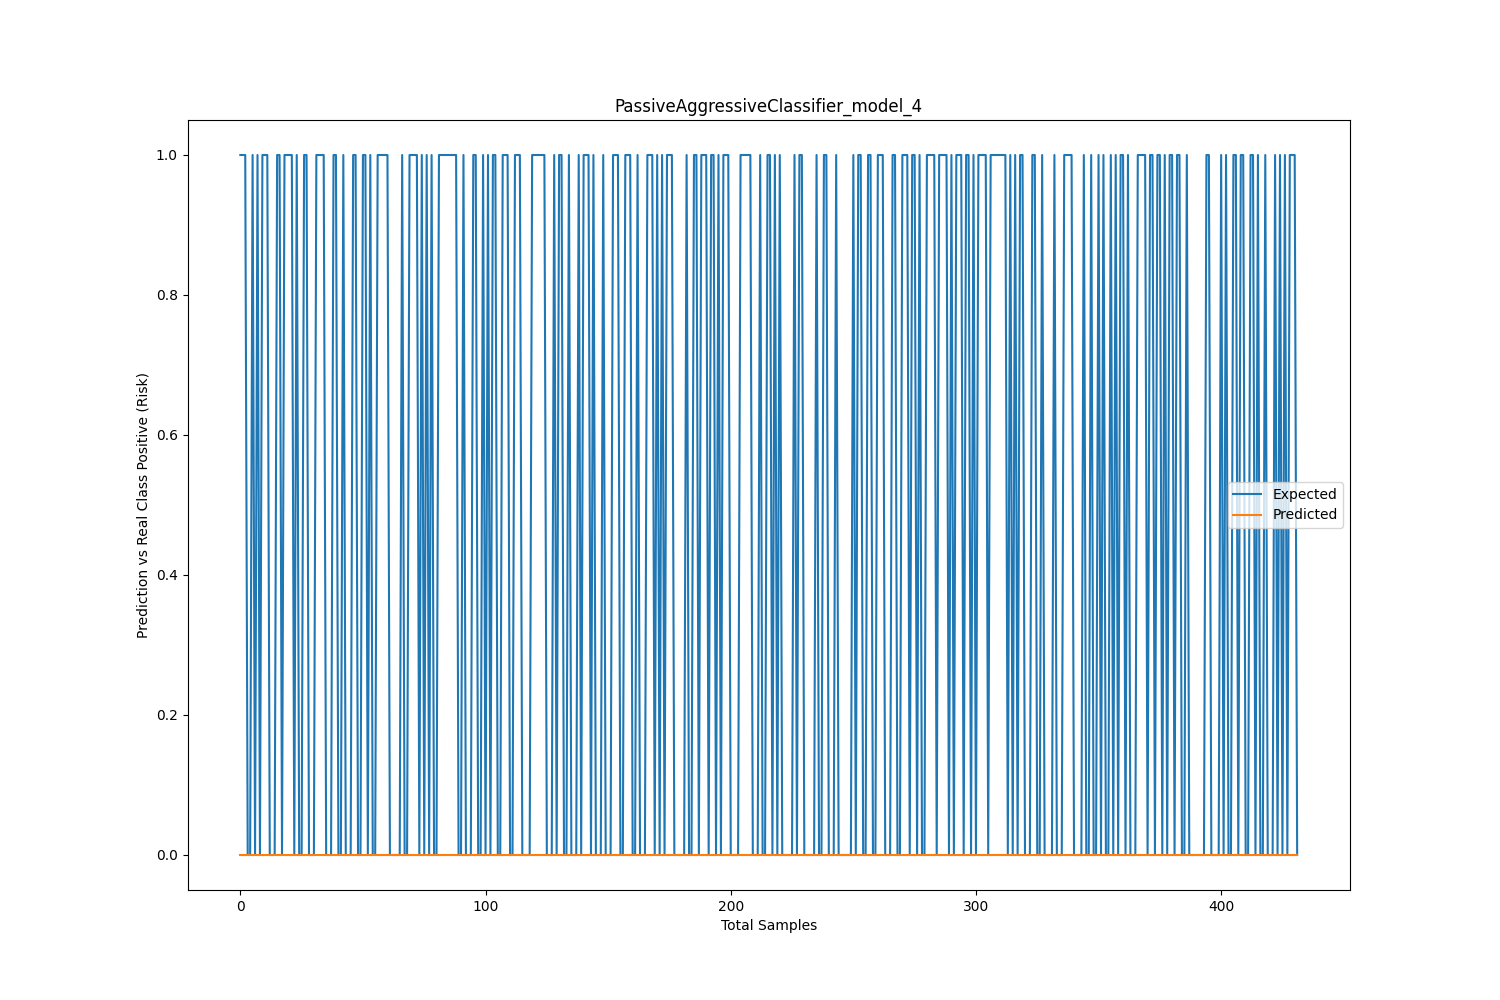 PassiveAggressiveClassifier_model_4
1.0
0.8
0.6
0.4
0.2
0.0
Prediction vs Real Class Positive (Risk)
Expected
Predicted
0 100 200 300 400
Total Samples